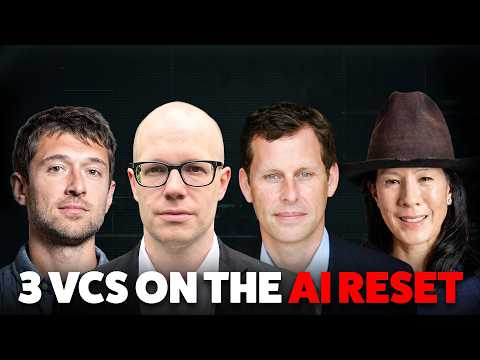 3 VCS ON THE AI RESET